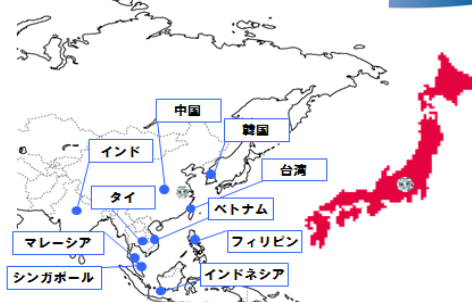 中国
韓国
インド
台湾
タイ
ベトナム
マレーシア
フィリピン
シンガポール
インドネシア